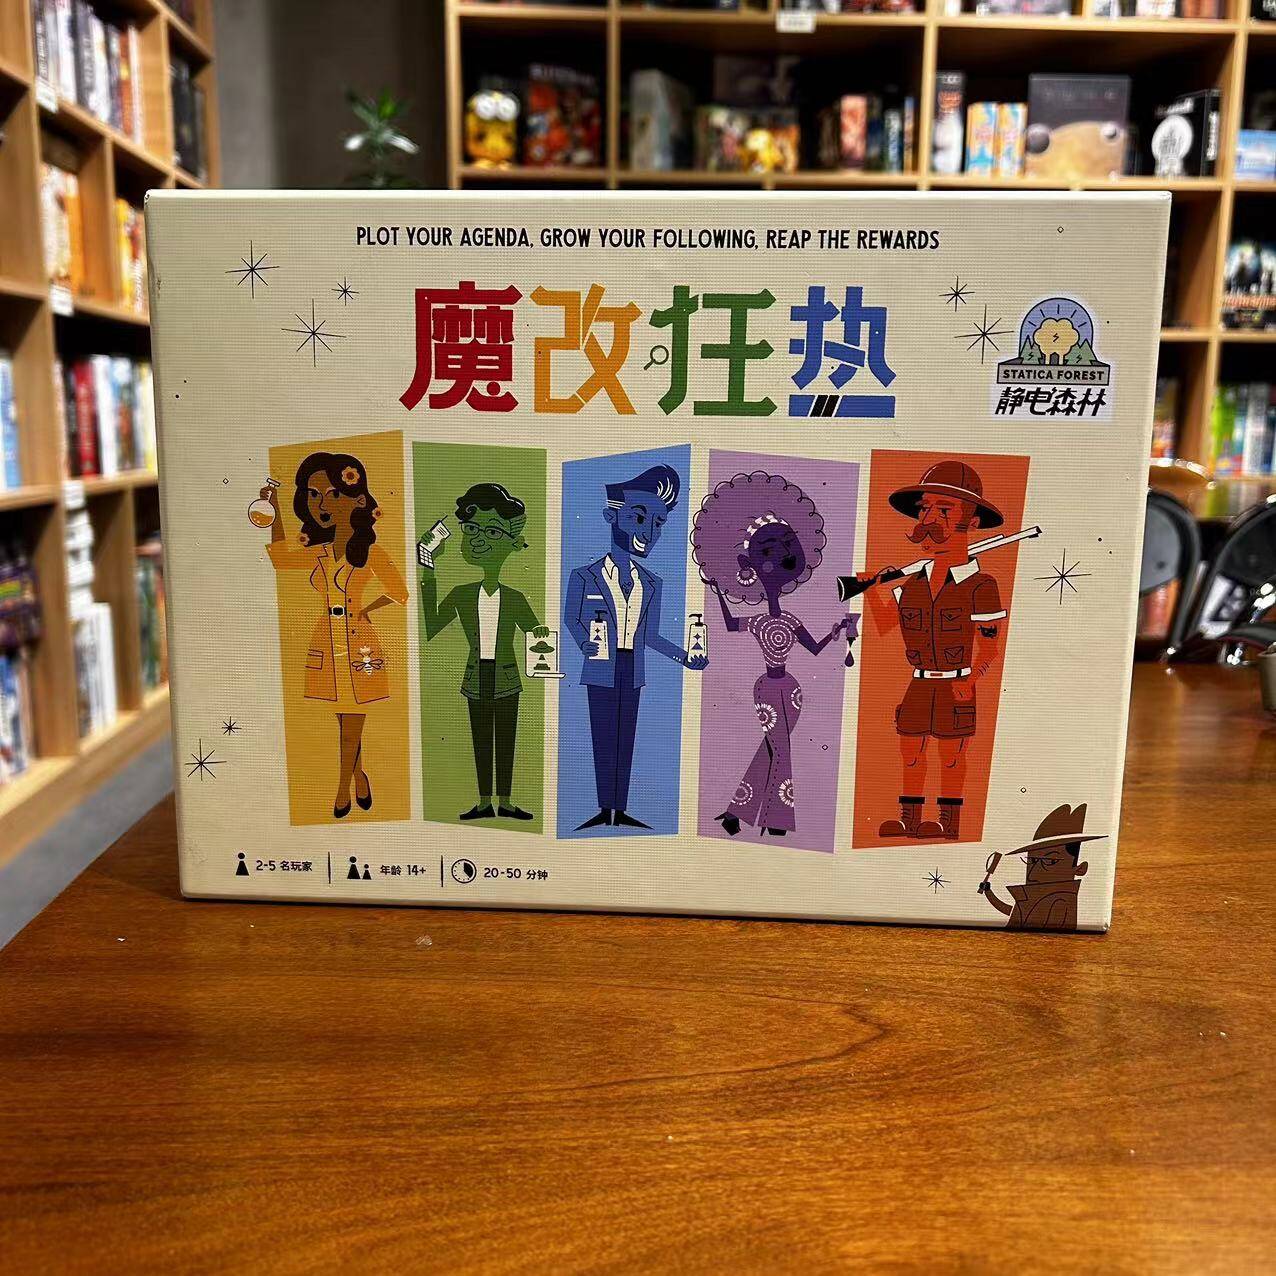 PLOT YOUR AGENDA, GROW YOUR FOLLOWING, REAP THE REWARDS
魔改狂热
STATICA FOREST
静电森林
2-5 名玩家
年龄 14+
20-50 分钟